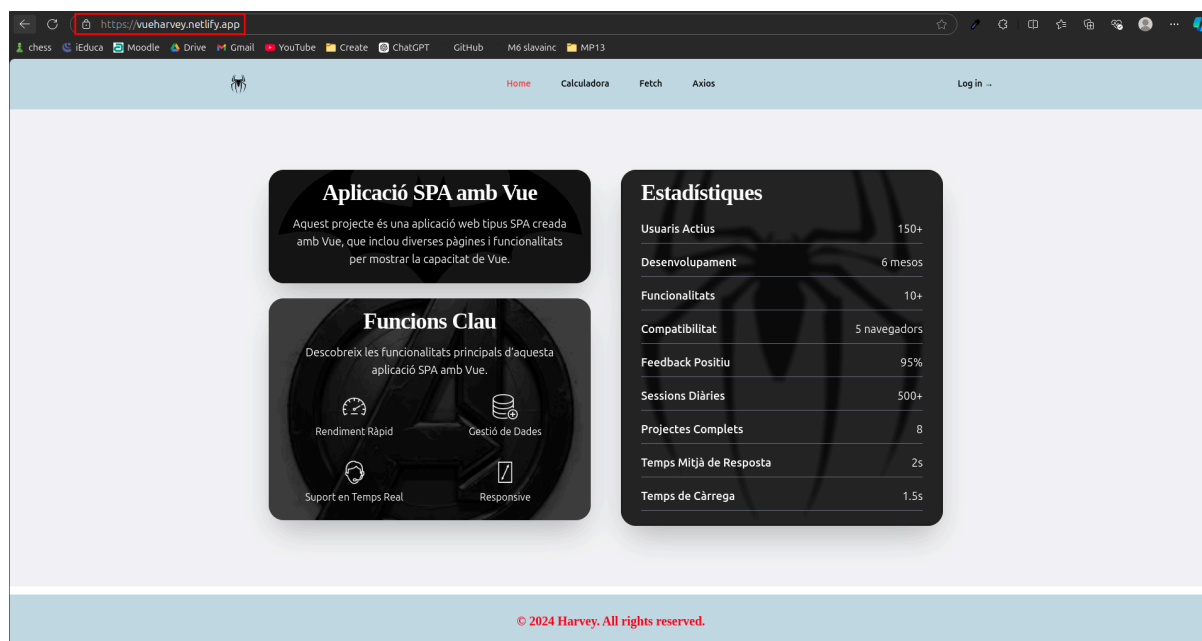 https://vueharvey.netlify.app
chess iEduca Moodle Drive Gmail YouTube Create ChatGPT GitHub M6 slavainc MP13
Home Calculadora Fetch Axios Log in →
Aplicació SPA amb Vue
Aquest projecte és una aplicació web tipus SPA creada
amb Vue, que inclou diverses pàgines i funcionalitats
per mostrar la capacitat de Vue.
Funcions Clau
Descobreix les funcionalitats principals d'aquesta
aplicació SPA amb Vue.
Rendiment Ràpid Gestió de Dades
Suport en Temps Real Responsive
Estadístiques
Usuaris Actius 150+
Desenvolupament 6 mesos
Funcionalitats 10+
Compatibilitat 5 navegadors
Feedback Positiu 95%
Sessions Diàries 500+
Projectes Complets 8
Temps Mitjà de Resposta 2s
Temps de Càrrega 1.5s
© 2024 Harvey. All rights reserved.